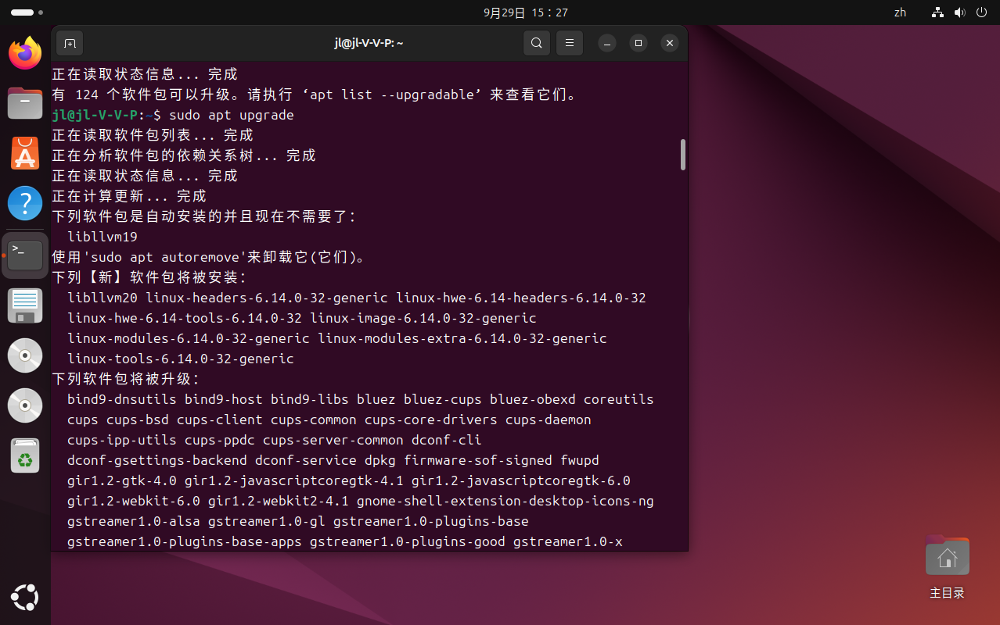 9月29日 15：27
zh
jl@jl-V-V-P: ~
正在读取状态信息... 完成
有 124 个软件包可以升级。请执行 ‘apt list --upgradable’ 来查看它们。
jl@jl-V-V-P:~$ sudo apt upgrade
正在读取软件包列表... 完成
正在分析软件包的依赖关系树... 完成
正在读取状态信息... 完成
正在计算更新... 完成
下列软件包是自动安装的并且现在不需要了：
libllvm19
使用'sudo apt autoremove'来卸载它(它们)。
下列【新】软件包将被安装：
libllvm20 linux-headers-6.14.0-32-generic linux-hwe-6.14-headers-6.14.0-32
linux-hwe-6.14-tools-6.14.0-32 linux-image-6.14.0-32-generic
linux-modules-6.14.0-32-generic linux-modules-extra-6.14.0-32-generic
linux-tools-6.14.0-32-generic
下列软件包将被升级：
bind9-dnsutils bind9-host bind9-libs bluez bluez-cups bluez-obexd coreutils
cups cups-bsd cups-client cups-common cups-core-drivers cups-daemon
cups-ipp-utils cups-ppdc cups-server-common dconf-cli
dconf-gsettings-backend dconf-service dpkg firmware-sof-signed fwupd
gir1.2-gtk-4.0 gir1.2-javascriptcoregtk-4.1 gir1.2-javascriptcoregtk-6.0
gir1.2-webkit-6.0 gir1.2-webkit2-4.1 gnome-shell-extension-desktop-icons-ng
gstreamer1.0-alsa gstreamer1.0-gl gstreamer1.0-plugins-base
gstreamer1.0-plugins-base-apps gstreamer1.0-plugins-good gstreamer1.0-x
主目录